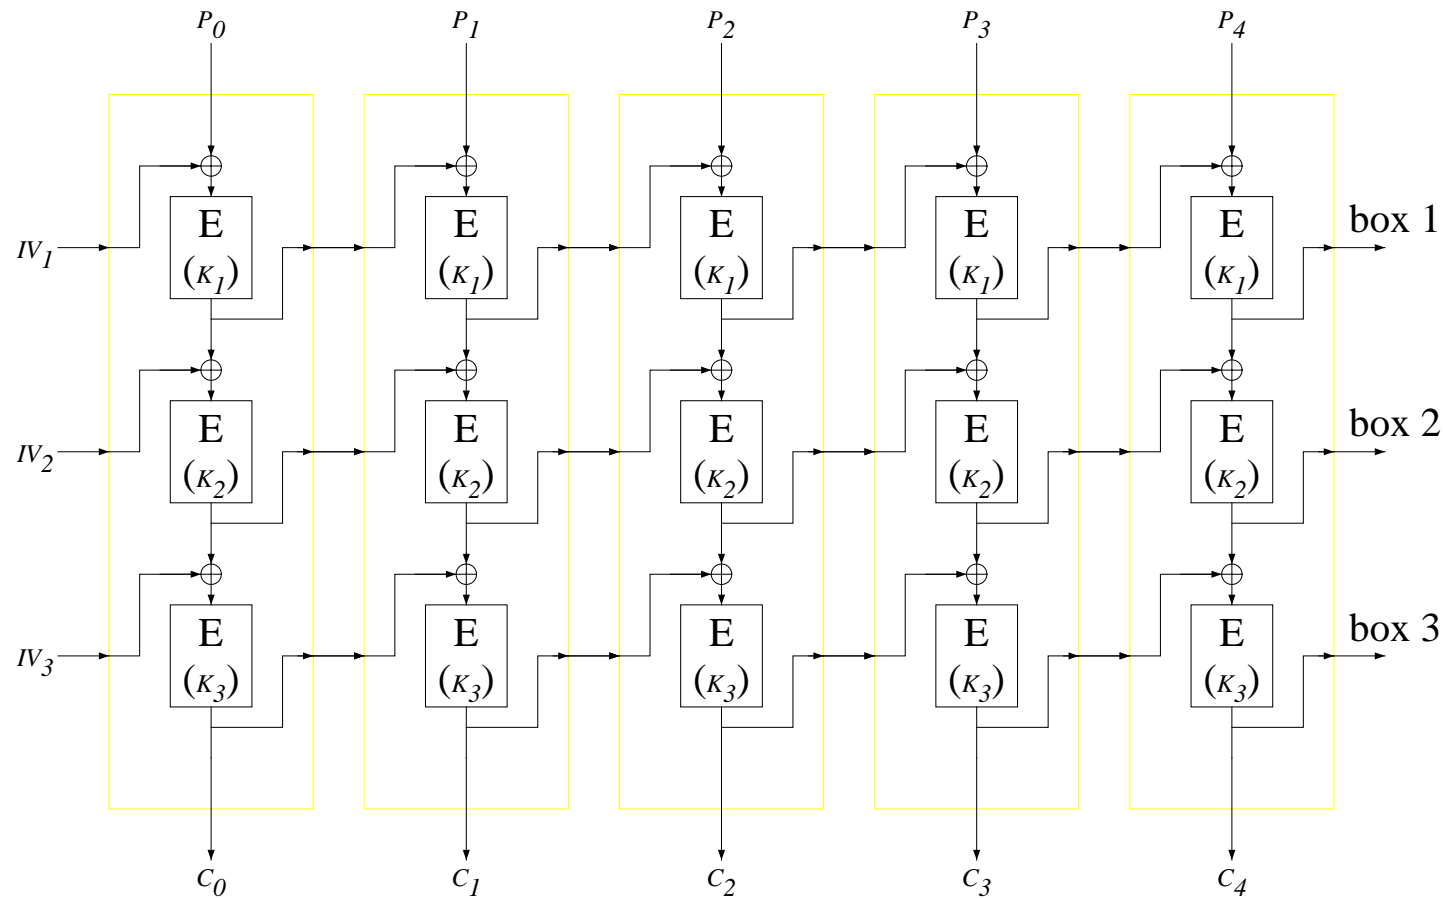 P0 P1 P2 P3 P4
E E E E E box 1
IV1 (K1) (K1) (K1) (K1) (K1)
E E E E E box 2
IV2 (K2) (K2) (K2) (K2) (K2)
E E E E E box 3
IV3 (K3) (K3) (K3) (K3) (K3)
C0 C1 C2 C3 C4